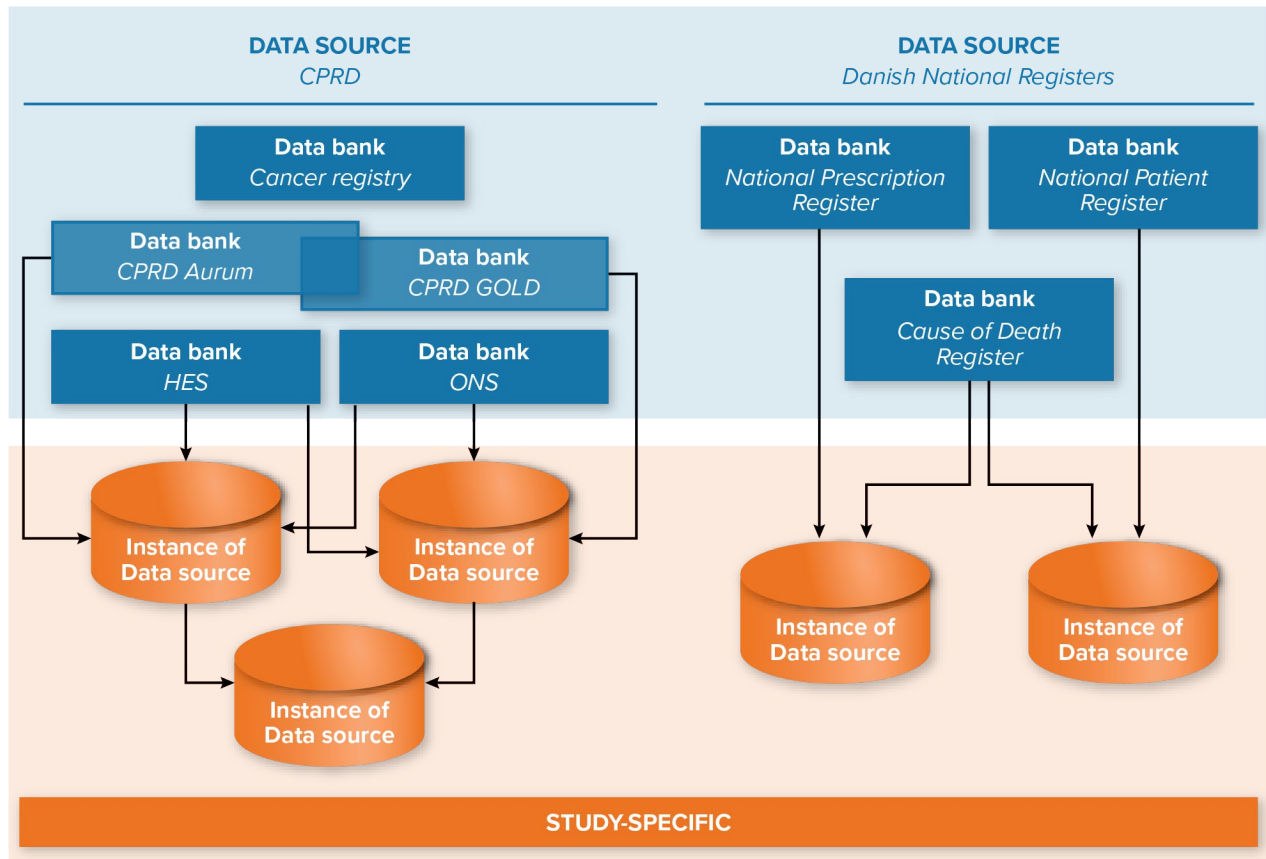 DATA SOURCE
CPRD
Data bank
Cancer registry
Data bank
CPRD Aurum
Data bank
CPRD GOLD
Data bank
HES
Data bank
ONS
Instance of
Data source
Instance of
Data source
Instance of
Data source
DATA SOURCE
Danish National Registers
Data bank
National Prescription
Register
Data bank
National Patient
Register
Data bank
Cause of Death
Register
Instance of
Data source
Instance of
Data source
STUDY-SPECIFIC